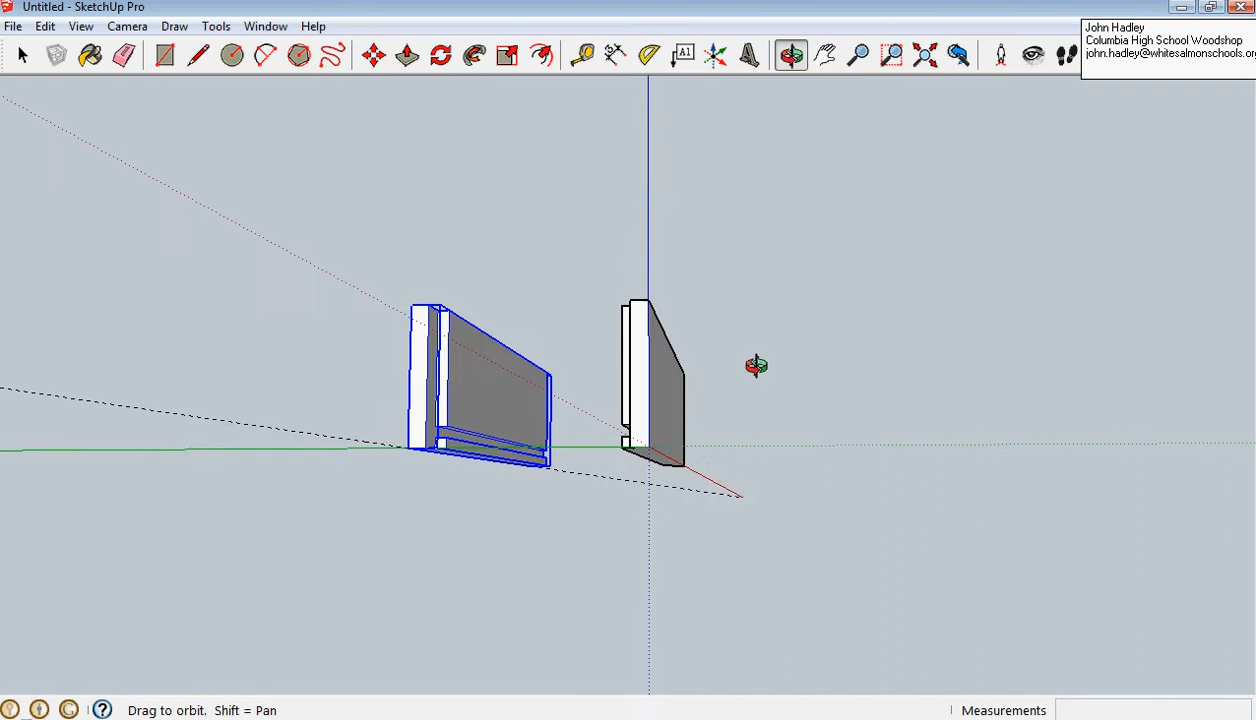 Untitled - SketchUp Pro
File Edit View Camera Draw Tools Window Help
John Hadley
Columbia High School Woodshop
john.hadley@whitesalmonschools.org
A1
Drag to orbit. Shift = Pan
Measurements